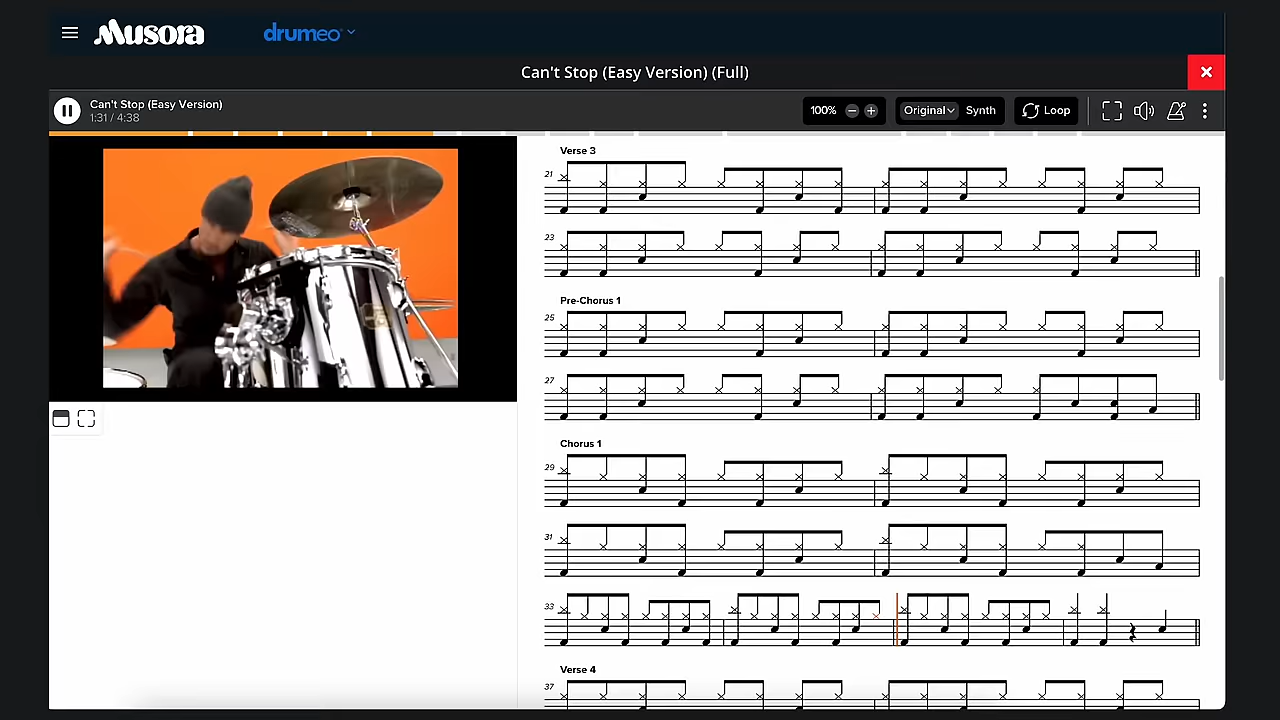 Musora
drumeo
Can't Stop (Easy Version) (Full)
Can't Stop (Easy Version)
1:31 / 4:38
100%
Original
Synth
Loop
Verse 3
21
23
Pre-Chorus 1
25
27
Chorus 1
29
31
33
Verse 4
37